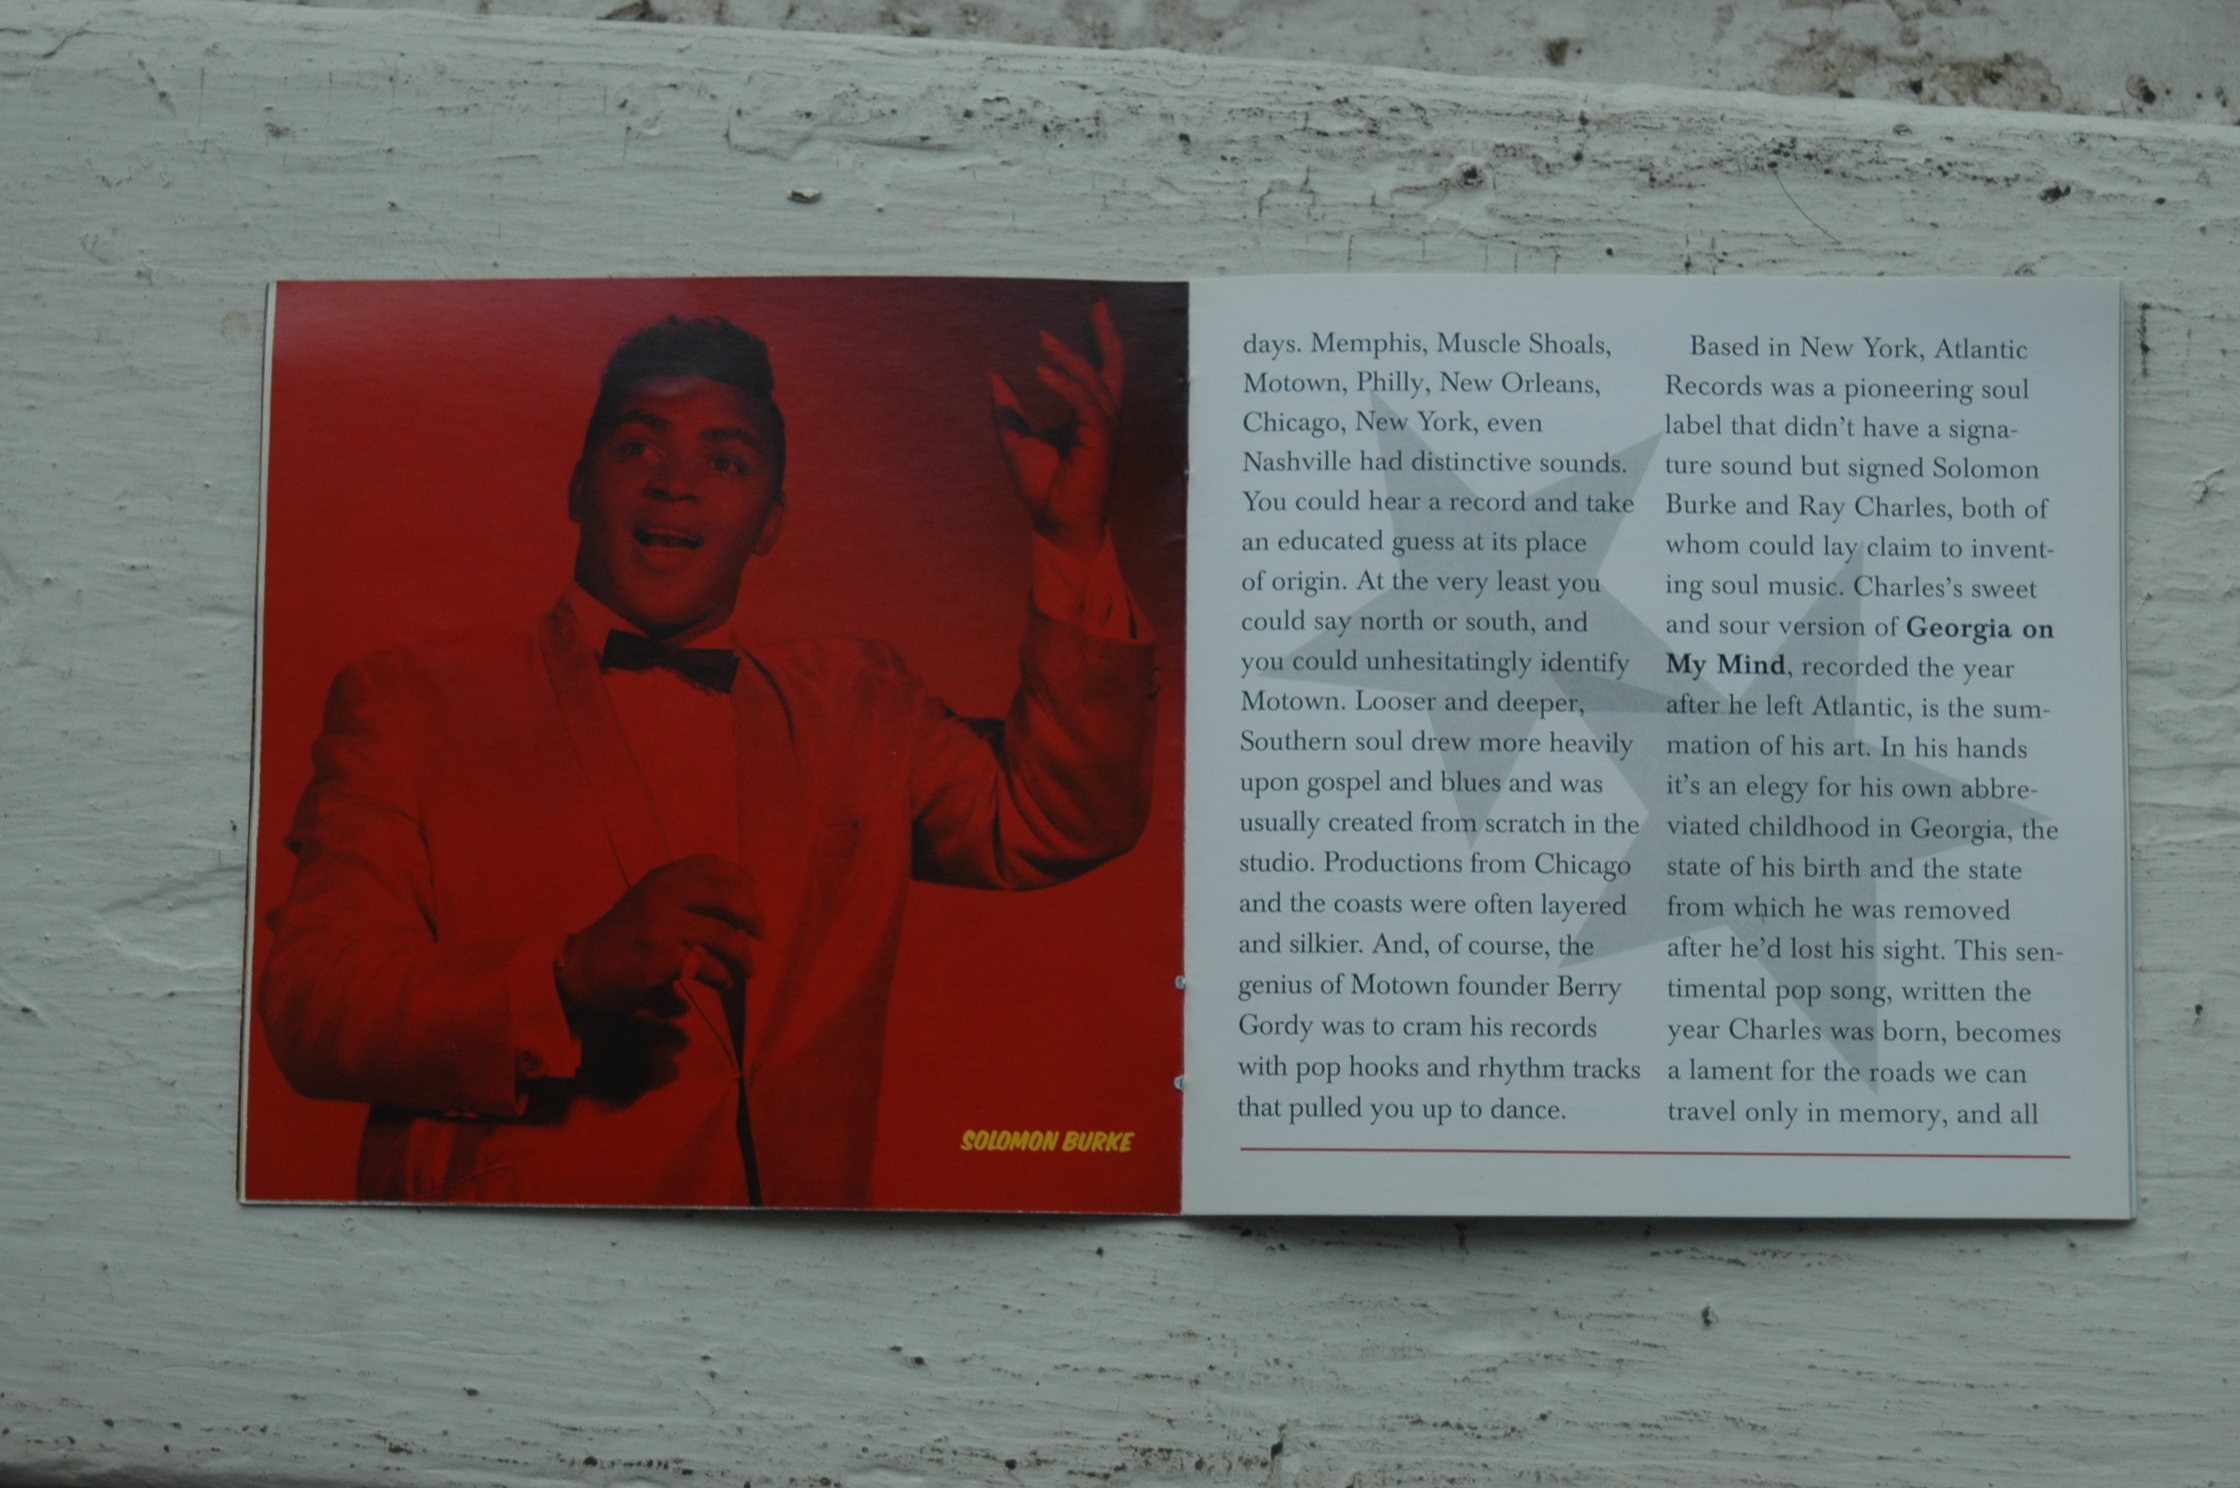 SOLOMON BURKE
days. Memphis, Muscle Shoals,
Motown, Philly, New Orleans,
Chicago, New York, even
Nashville had distinctive sounds.
You could hear a record and take
an educated guess at its place
of origin. At the very least you
could say north or south, and
you could unhesitatingly identify
Motown. Looser and deeper,
Southern soul drew more heavily
upon gospel and blues and was
usually created from scratch in the
studio. Productions from Chicago
and the coasts were often layered
and silkier. And, of course, the
genius of Motown founder Berry
Gordy was to cram his records
with pop hooks and rhythm tracks
that pulled you up to dance.
Based in New York, Atlantic
Records was a pioneering soul
label that didn't have a signa-
ture sound but signed Solomon
Burke and Ray Charles, both of
whom could lay claim to invent-
ing soul music. Charles's sweet
and sour version of Georgia on
My Mind, recorded the year
after he left Atlantic, is the sum-
mation of his art. In his hands
it's an elegy for his own abbre-
viated childhood in Georgia, the
state of his birth and the state
from which he was removed
after he'd lost his sight. This sen-
timental pop song, written the
year Charles was born, becomes
a lament for the roads we can
travel only in memory, and all